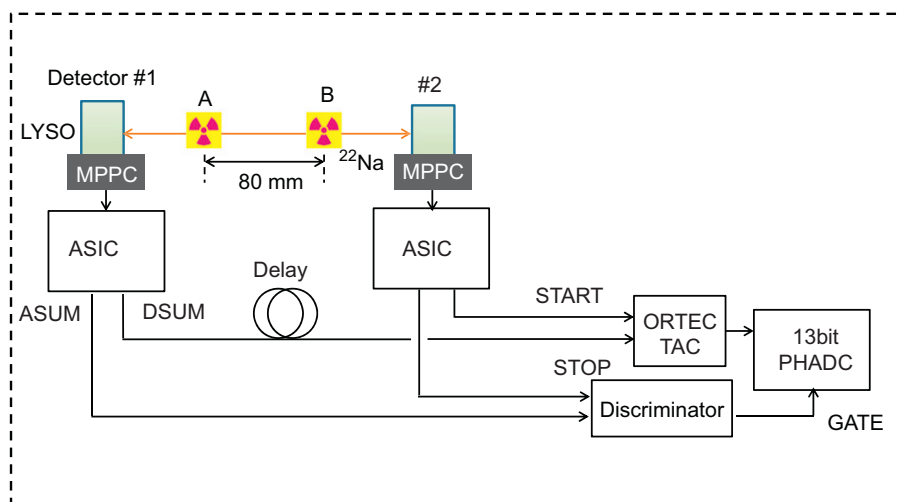 Detector #1
A
B
#2
LYSO
MPPC
²²Na
MPPC
80 mm
ASIC
ASIC
Delay
ASUM
DSUM
START
ORTEC
TAC
13bit
PHADC
STOP
Discriminator
GATE